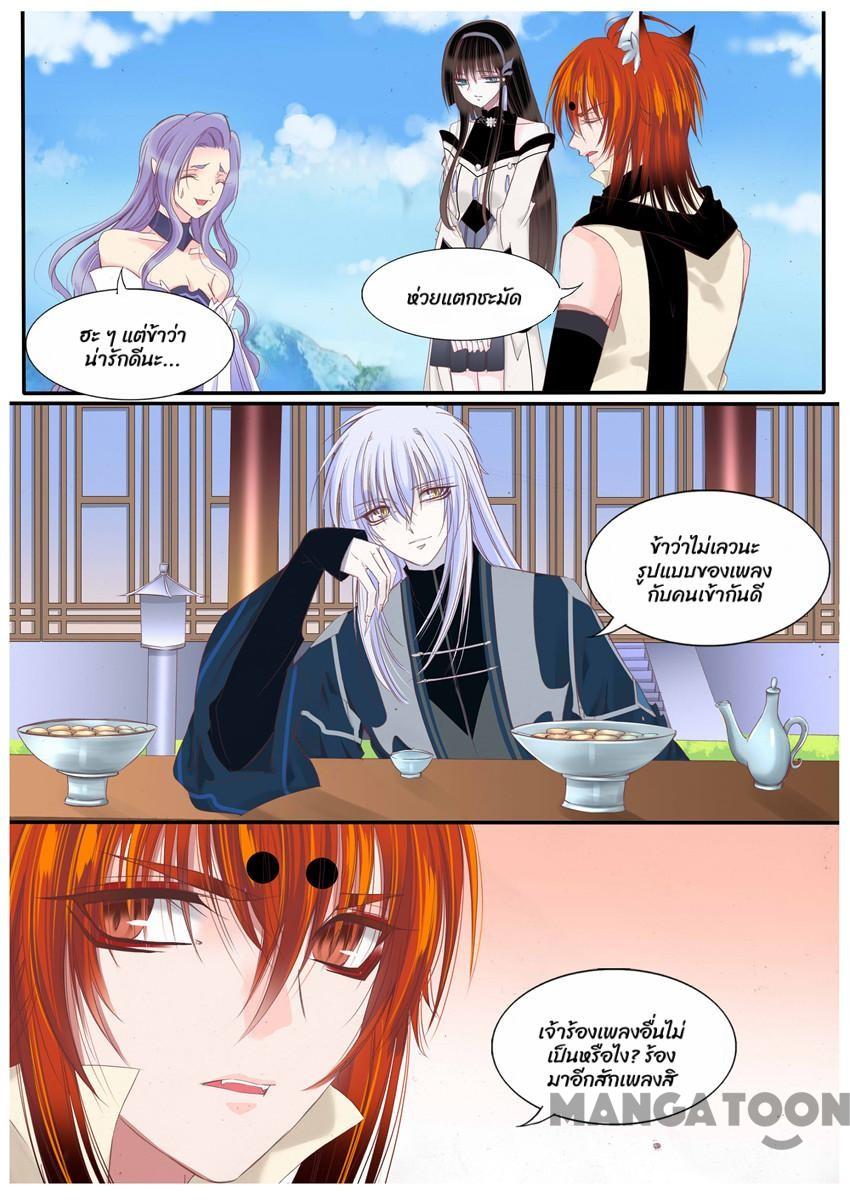 ห่วยแตกชะมัด
ฮะ ๆ แต่ข้าว่า
น่ารักดีนะ...
ข้าว่าไม่เลวนะ
รูปแบบของเพลง
กับคนเข้ากันดี
เจ้าร้องเพลงอื่นไม่
เป็นหรือไง? ร้อง
มาอีกสักเพลงสิ
MANGATOON